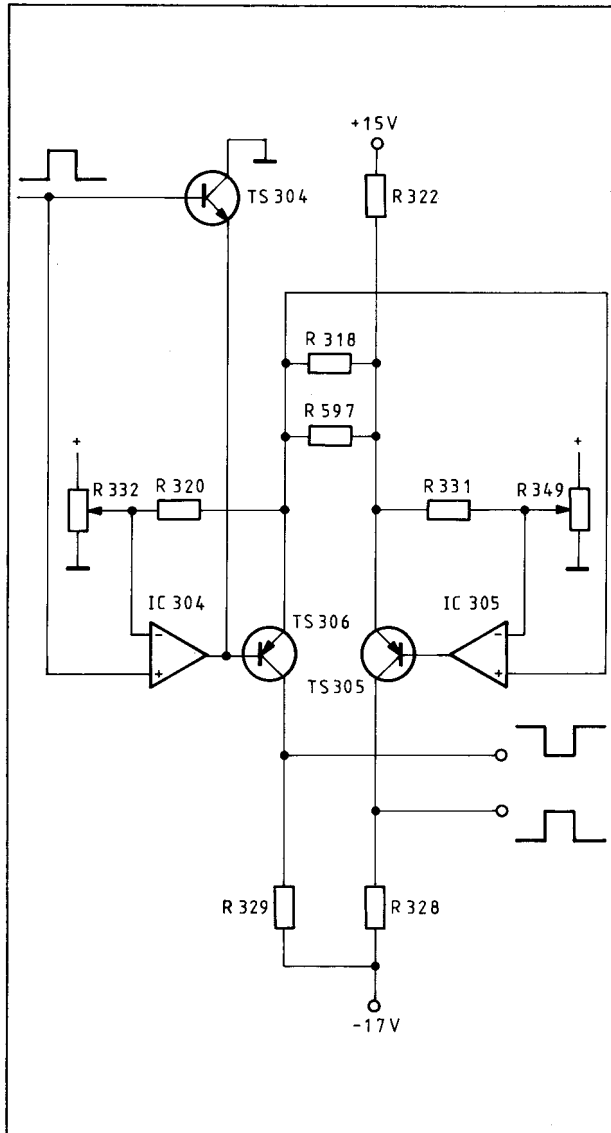 +15V
TS 304
R 322
R 318
R 597
+
+
R 332
R 320
R 331
R 349
IC 304
IC 305
TS 306
-
-
+
+
TS 305
R 329
R 328
-17V